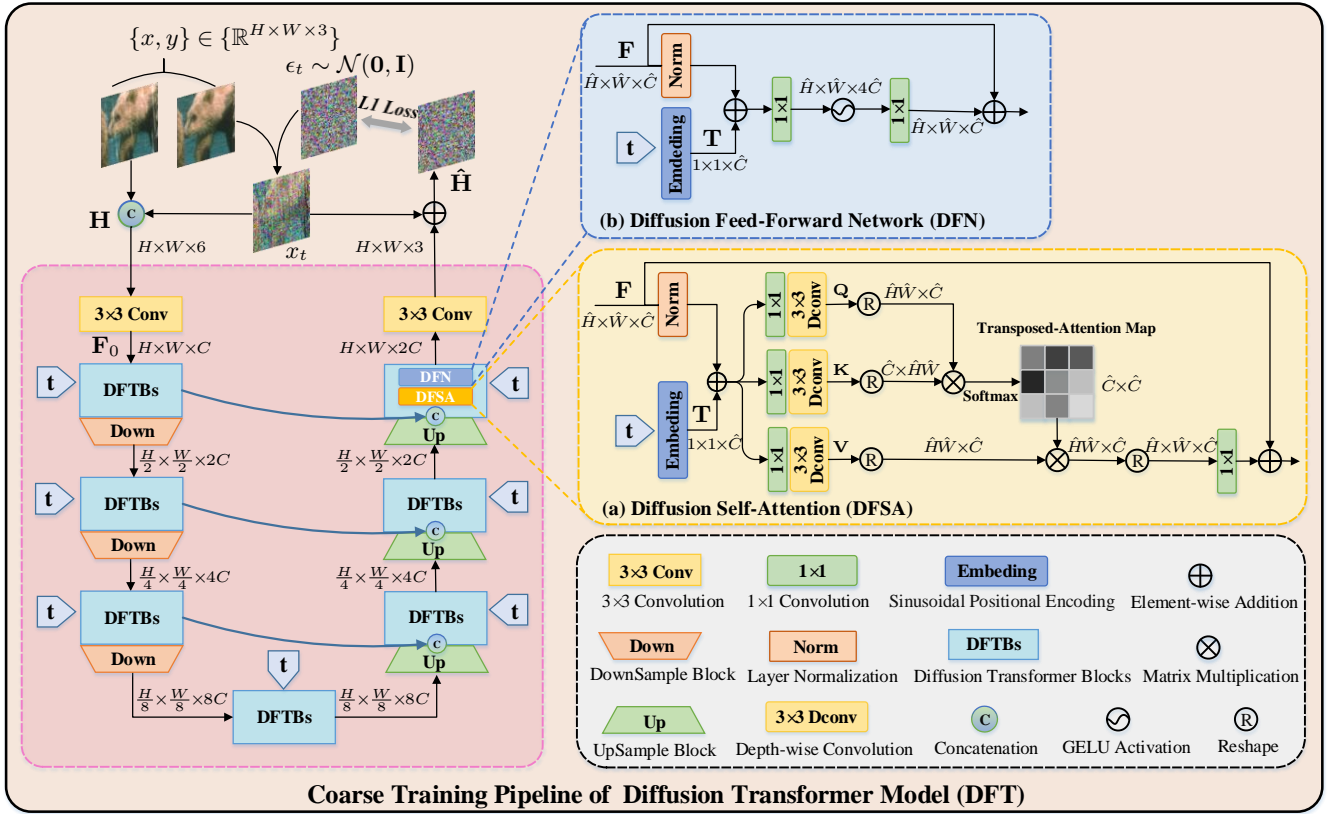 {x, y} ∈ {ℝ^{H×W×3}}
ϵ_t ∼ 𝒩(𝟎, 𝐈)
L1 Loss
Ĥ
H
C
x_t
H×W×6
H×W×3
3×3 Conv
3×3 Conv
F_0
H×W×C
H×W×2C
t
DFTBs
DFN
DFSA
t
C
Down
Up
H/2 × W/2 ×2C
H/2 × W/2 ×2C
t
DFTBs
DFTBs
t
C
Down
Up
H/4 × W/4 ×4C
H/4 × W/4 ×4C
t
DFTBs
DFTBs
t
C
Down
Up
t
H/8 × W/8 ×8C
DFTBs
H/8 × W/8 ×8C
F
Ĥ×Ŵ×Ĉ
Norm
t
Emdeding
T
1×1×Ĉ
1×1
Ĥ×Ŵ×4Ĉ
1×1
Ĥ×Ŵ×Ĉ
(b) Diffusion Feed-Forward Network (DFN)
F
Ĥ×Ŵ×Ĉ
Norm
t
Embeding
T
1×1×Ĉ
1×1
3×3 Dconv
Q
R
ĤŴ×Ĉ
1×1
3×3 Dconv
K
R
Ĉ×ĤŴ
Softmax
Transposed-Attention Map
Ĉ×Ĉ
1×1
3×3 Dconv
V
R
ĤŴ×Ĉ
ĤŴ×Ĉ
R
Ĥ×Ŵ×Ĉ
1×1
(a) Diffusion Self-Attention (DFSA)
3×3 Conv
1×1
Embeding
3×3 Convolution
1×1 Convolution
Sinusoidal Positional Encoding
Element-wise Addition
Down
Norm
DFTBs
DownSample Block
Layer Normalization
Diffusion Transformer Blocks
Matrix Multiplication
Up
3×3 Dconv
C
R
UpSample Block
Depth-wise Convolution
Concatenation
GELU Activation
Reshape
Coarse Training Pipeline of Diffusion Transformer Model (DFT)